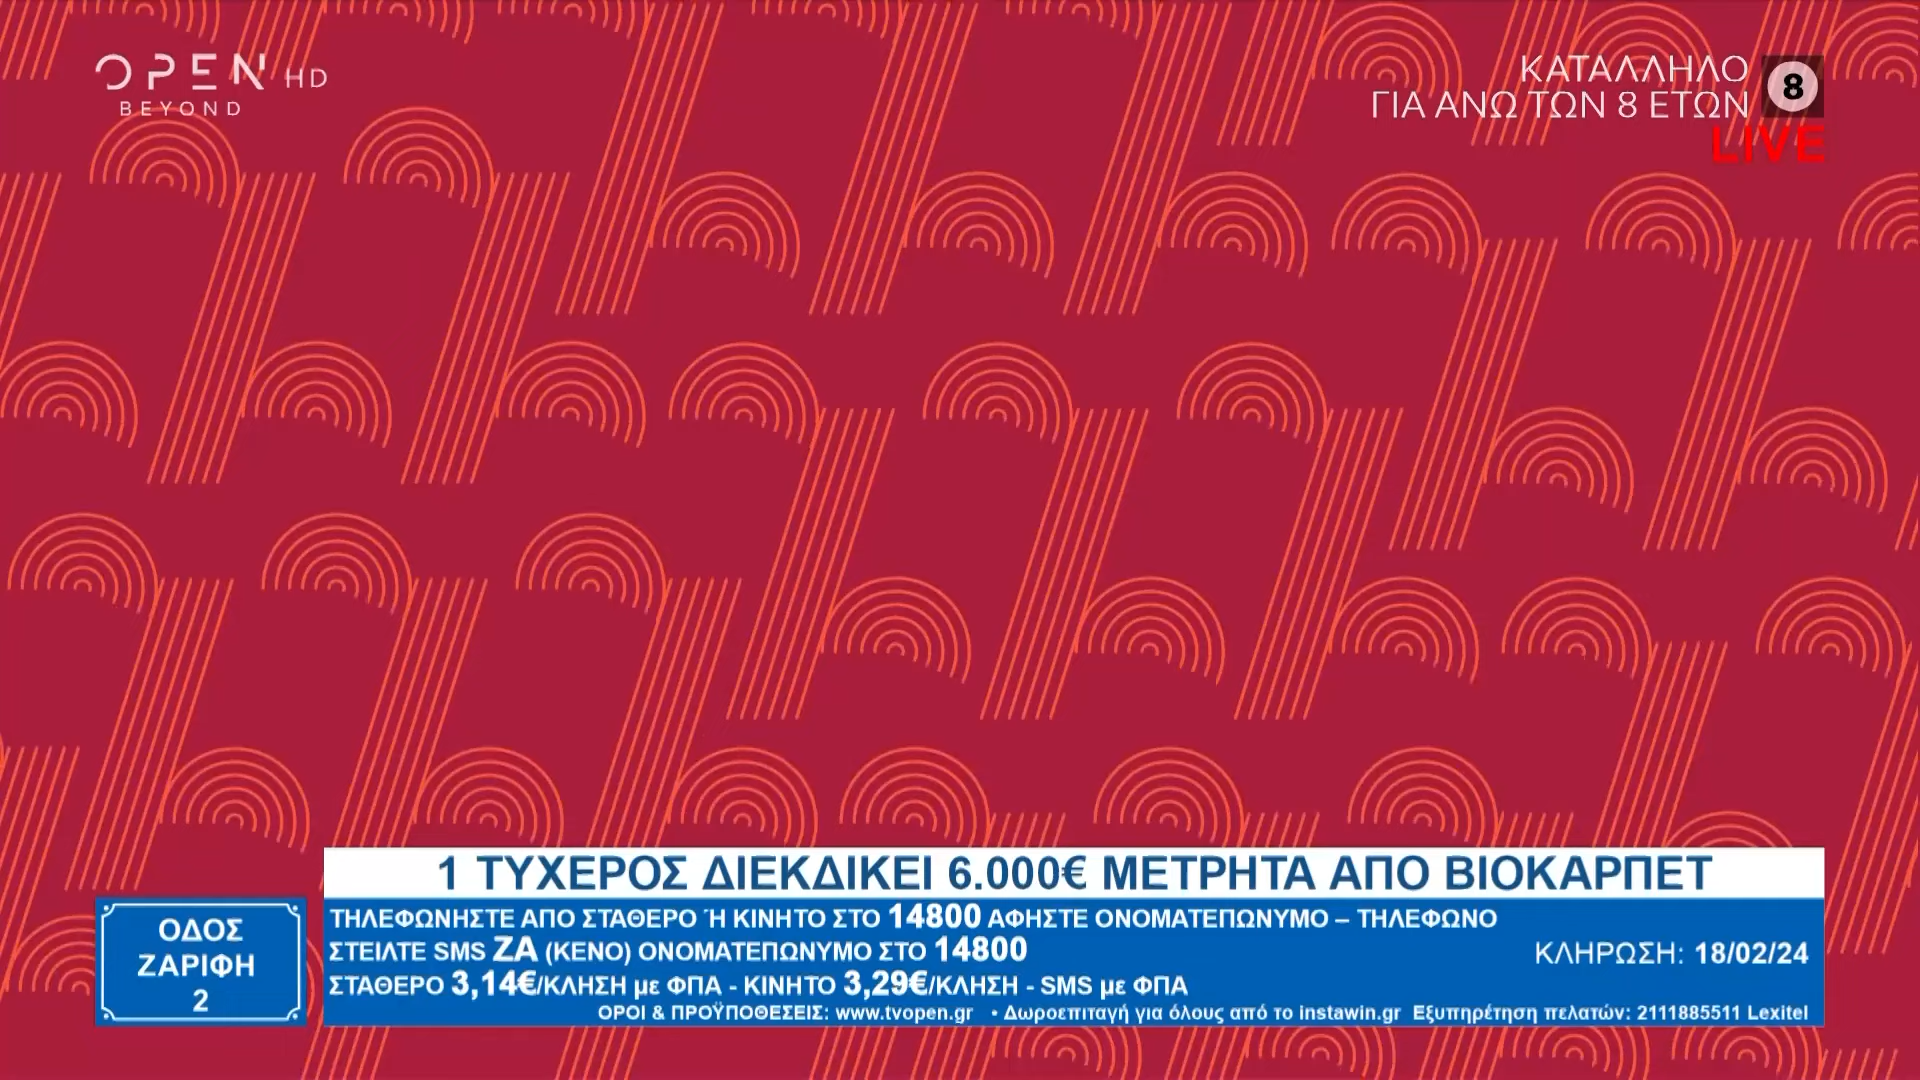 OPEN HD
BEYOND
ΚΑΤΑΛΛΗΛΟ
ΓΙΑ ΑΝΩ ΤΩΝ 8 ΕΤΩΝ
8
LIVE
1 ΤΥΧΕΡΟΣ ΔΙΕΚΔΙΚΕΙ 6.000€ ΜΕΤΡΗΤΑ ΑΠΟ ΒΙΟΚΑΡΠΕΤ
ΟΔΟΣ
ΖΑΡΙΦΗ
2
ΤΗΛΕΦΩΝΗΣΤΕ ΑΠΟ ΣΤΑΘΕΡΟ Ή ΚΙΝΗΤΟ ΣΤΟ 14800 ΑΦΗΣΤΕ ΟΝΟΜΑΤΕΠΩΝΥΜΟ – ΤΗΛΕΦΩΝΟ
ΣΤΕΙΛΤΕ SMS ΖΑ (ΚΕΝΟ) ΟΝΟΜΑΤΕΠΩΝΥΜΟ ΣΤΟ 14800
ΚΛΗΡΩΣΗ: 18/02/24
ΣΤΑΘΕΡΟ 3,14€/ΚΛΗΣΗ με ΦΠΑ - ΚΙΝΗΤΟ 3,29€/ΚΛΗΣΗ - SMS με ΦΠΑ
ΟΡΟΙ & ΠΡΟΫΠΟΘΕΣΕΙΣ: www.tvopen.gr • Δωροεπιταγή για όλους από το instawin.gr Εξυπηρέτηση πελατών: 2111885511 Lexitel